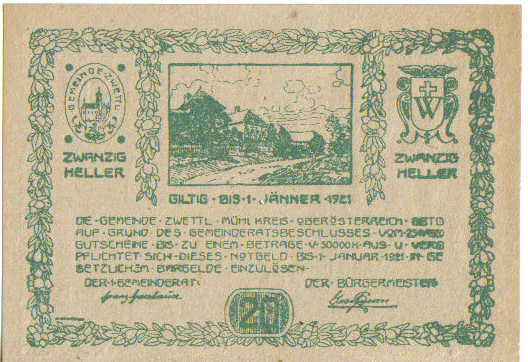 GEMEINDE·ZWETTL
W
ZWANZIG
HELLER
ZWANZIG
HELLER
GILTIG · BIS · 1 · JÄNNER · 1921
DIE · GEMEINDE · ZWETTL · MÜHLKREIS · OBERÖSTERREICH · GIBT
AUF · GRUND · DES · GEMEINDERATSBESCHLUSSES · VOM
GUTSCHEINE · BIS · ZU · EINEM · BETRAGE · V · 50000 K · AUS · U · VER
PFLICHTET · SICH · DIESES · NOTGELD · BIS · 1 · JANUAR · 1921 · IN · GE
SETZLICHEM · BARGELDE · EINZULÖSEN ·
DER · I · GEMEINDERAT: DER · BÜRGERMEISTER
20